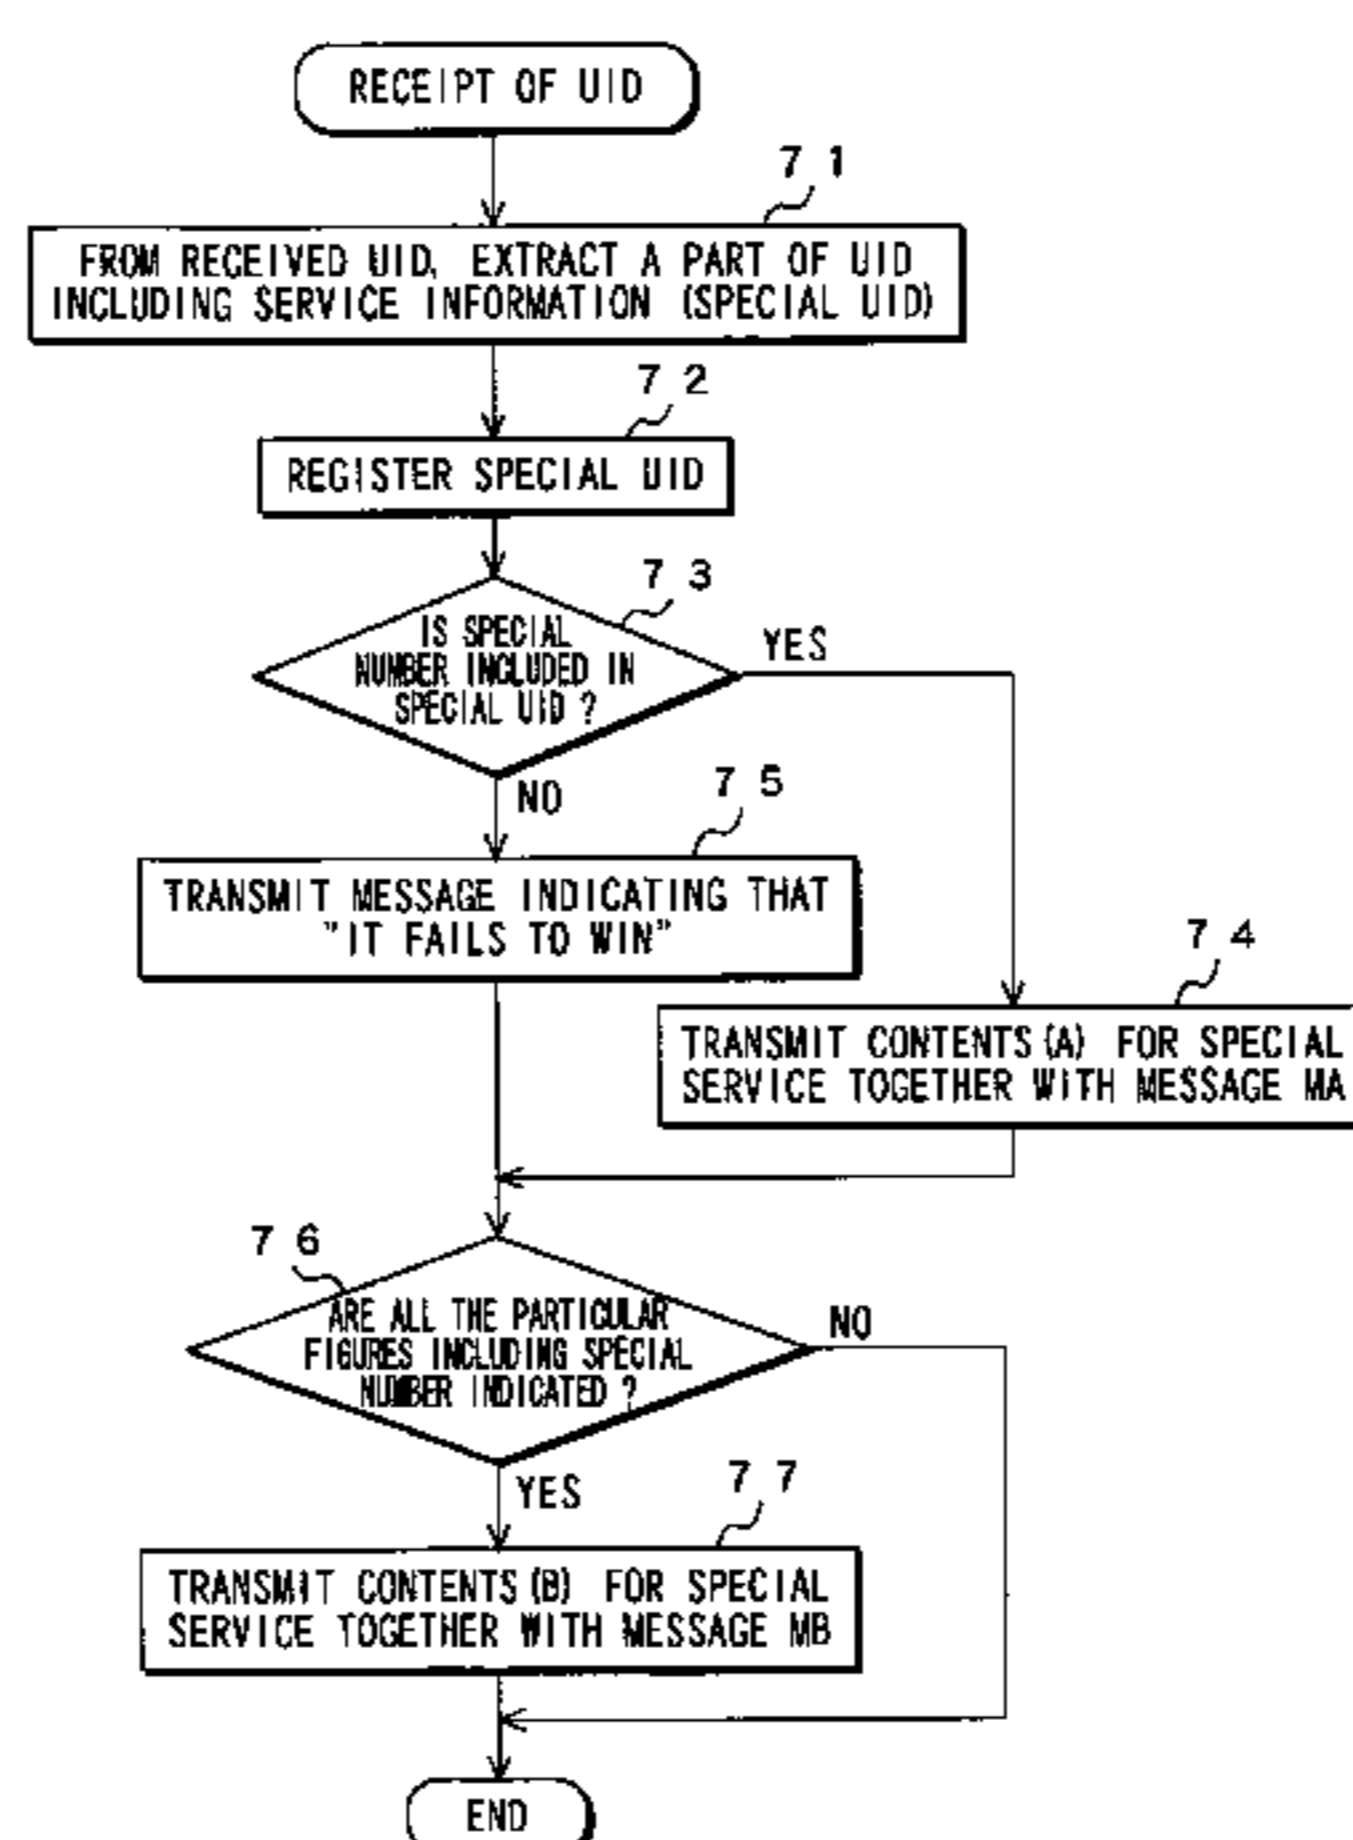 RECEIPT OF UID
7 1
FROM RECEIVED UID, EXTRACT A PART OF UID
INCLUDING SERVICE INFORMATION (SPECIAL UID)
7 2
REGISTER SPECIAL UID
7 3
IS SPECIAL
NUMBER INCLUDED IN
SPECIAL UID ?
YES
NO
7 5
TRANSMIT MESSAGE INDICATING THAT
"IT FAILS TO WIN"
7 4
TRANSMIT CONTENTS (A) FOR SPECIAL
SERVICE TOGETHER WITH MESSAGE MA
7 6
ARE ALL THE PARTICULAR
FIGURES INCLUDING SPECIAL
NUMBER INDICATED ?
NO
YES
7 7
TRANSMIT CONTENTS (B) FOR SPECIAL
SERVICE TOGETHER WITH MESSAGE MB
END